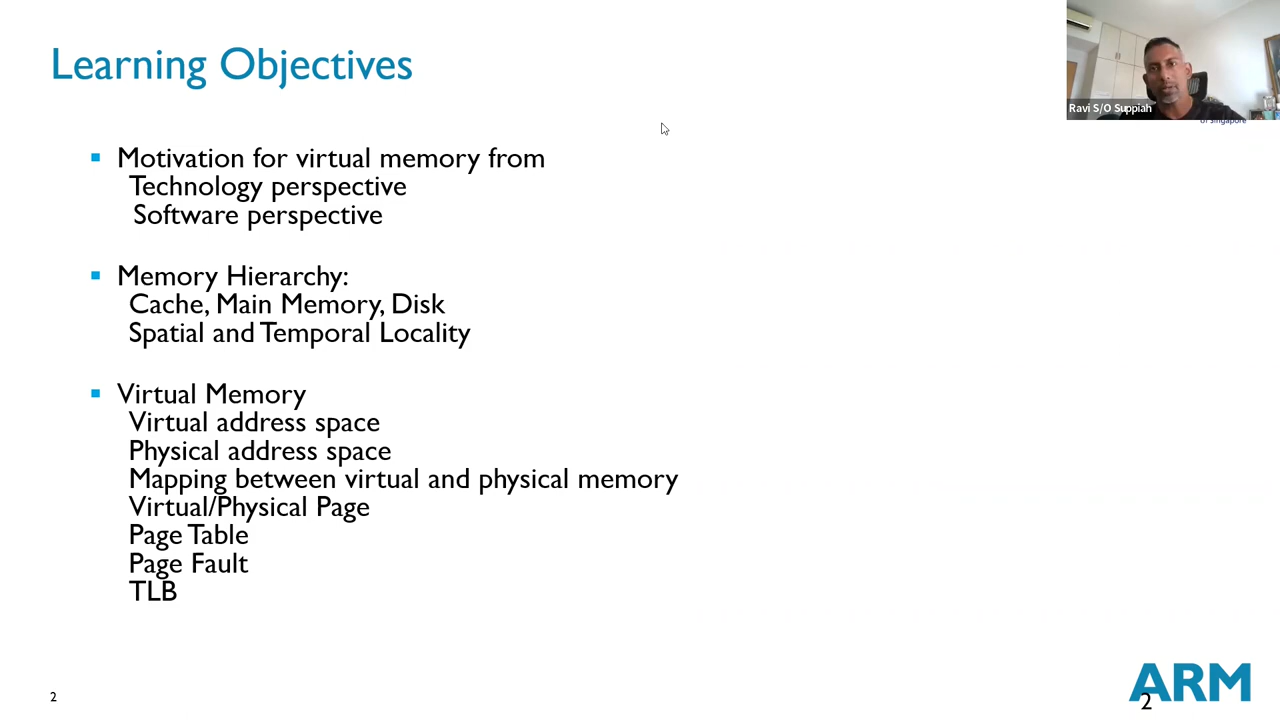 Learning Objectives
Ravi S/O Suppiah
of Singapore
Motivation for virtual memory from
Technology perspective
Software perspective
Memory Hierarchy:
Cache, Main Memory, Disk
Spatial and Temporal Locality
Virtual Memory
Virtual address space
Physical address space
Mapping between virtual and physical memory
Virtual/Physical Page
Page Table
Page Fault
TLB
2
ARM
2